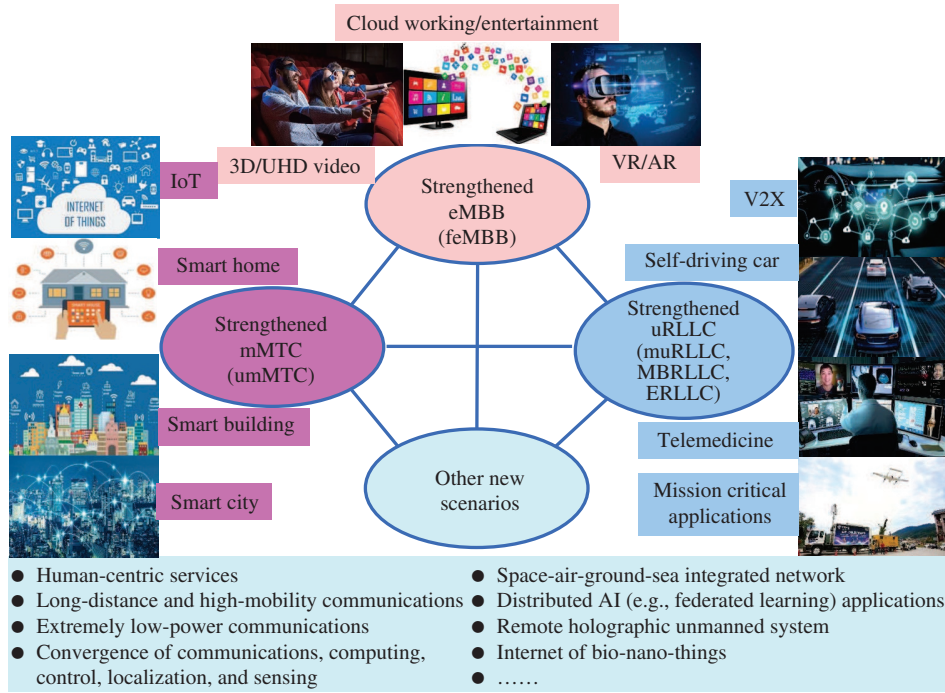 Cloud working/entertainment
3D/UHD video
VR/AR
IoT
INTERNET
OF THINGS
Strengthened
eMBB
(feMBB)
V2X
Smart home
Self-driving car
Strengthened
mMTC
(umMTC)
Strengthened
uRLLC
(muRLLC,
MBRLLC,
ERLLC)
Smart building
Telemedicine
Smart city
Other new
scenarios
Mission critical
applications
● Human-centric services
● Long-distance and high-mobility communications
● Extremely low-power communications
● Convergence of communications, computing,
control, localization, and sensing
● Space-air-ground-sea integrated network
● Distributed AI (e.g., federated learning) applications
● Remote holographic unmanned system
● Internet of bio-nano-things
● ……